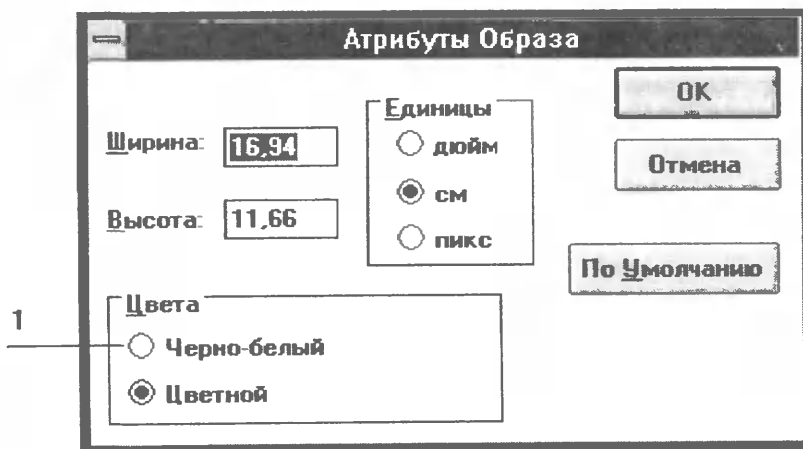 Атрибуты Образа
Ширина: 16,94
Высота: 11,66
Единицы
дюйм
см
пикс
OK
Отмена
По Умолчанию
1
Цвета
Черно-белый
Цветной